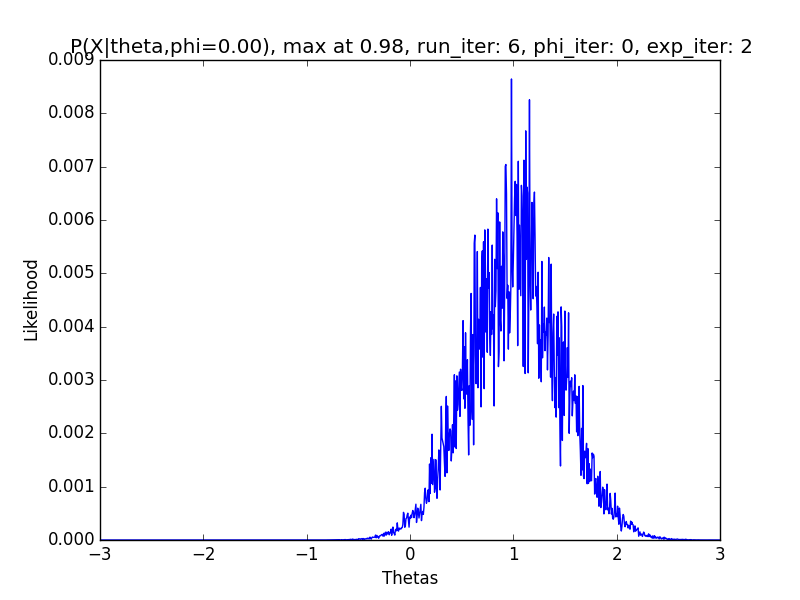 P(X|theta,phi=0.00), max at 0.98, run_iter: 6, phi_iter: 0, exp_iter: 2
0.009
0.008
0.007
0.006
0.005
0.004
0.003
0.002
0.001
0.000
Likelihood
−3 −2 −1 0 1 2 3
Thetas